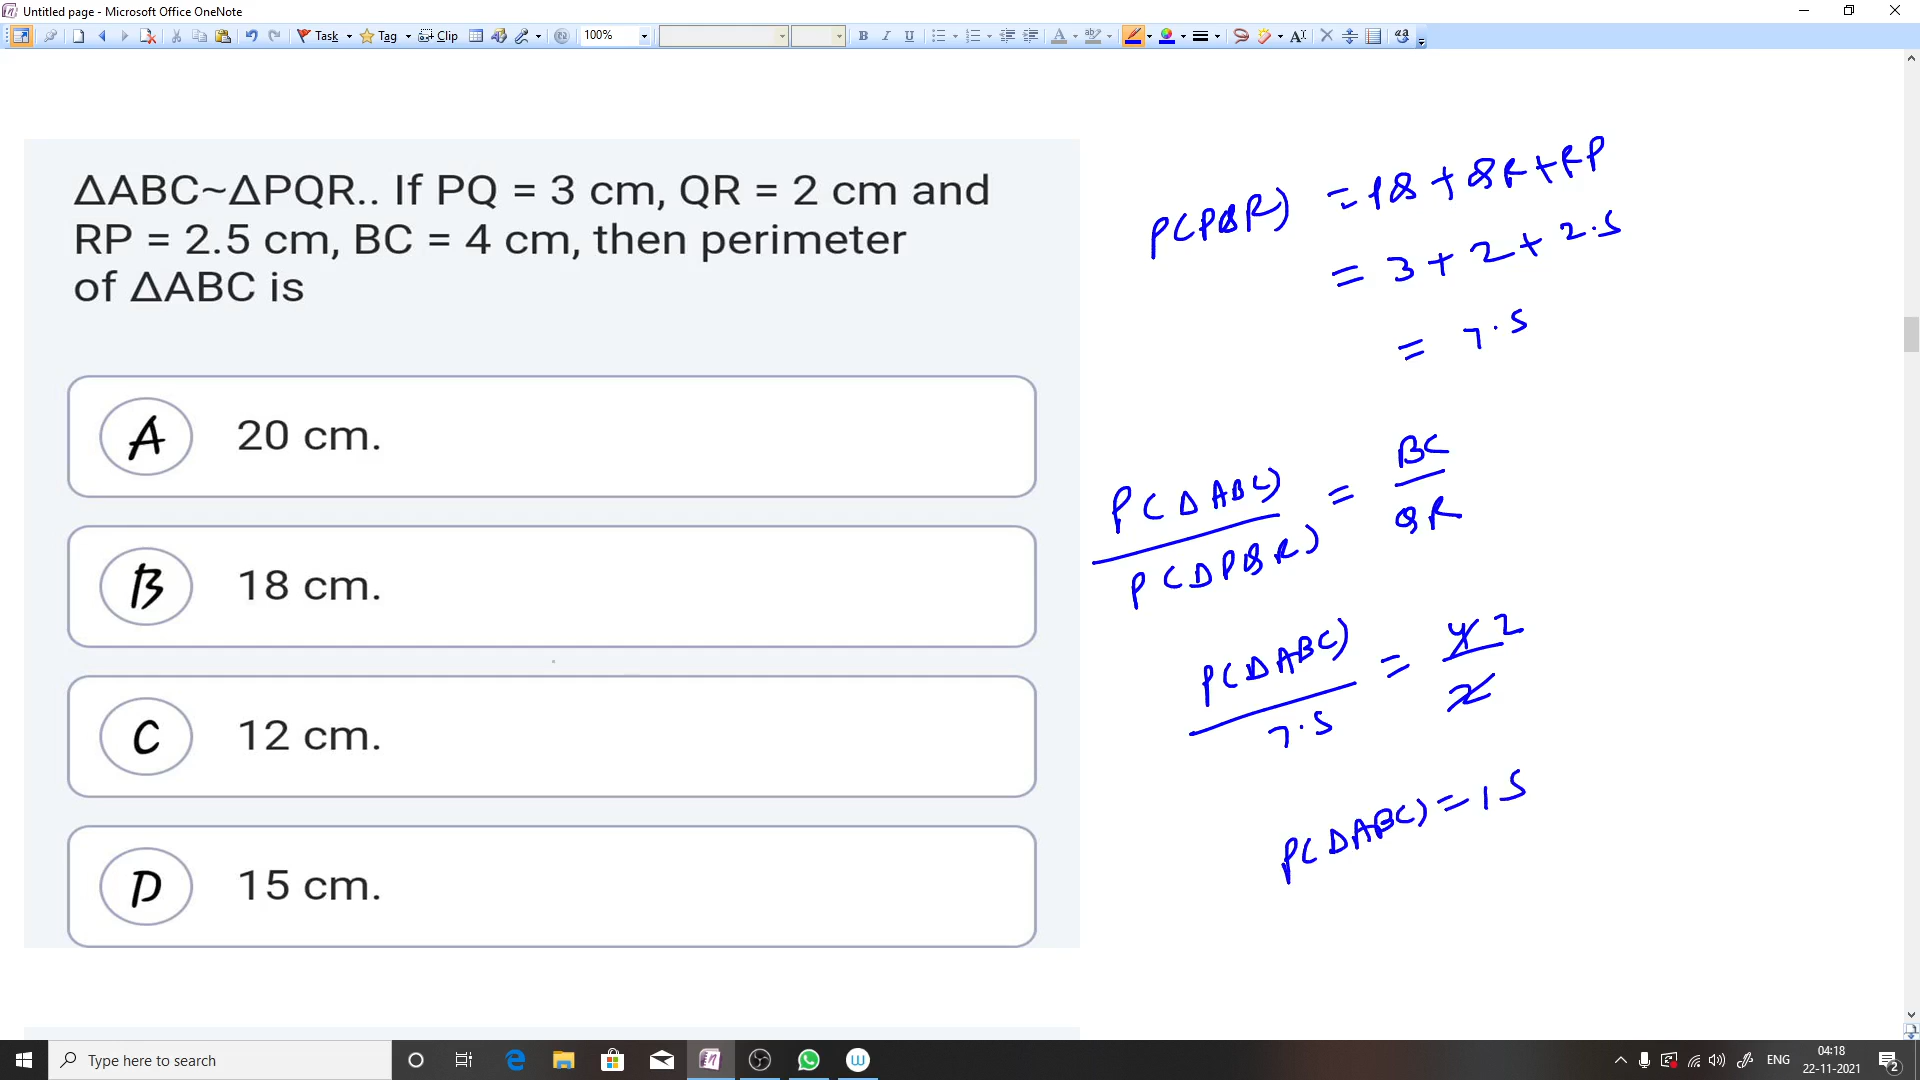 Untitled page - Microsoft Office OneNote
Task Tag Clip 100% B I U
ΔABC~ΔPQR.. If PQ = 3 cm, QR = 2 cm and
RP = 2.5 cm, BC = 4 cm, then perimeter
of ΔABC is
A 20 cm.
B 18 cm.
C 12 cm.
D 15 cm.
P(PQR) = PQ + QR + RP
= 3 + 2 + 2.5
= 7.5
P(ΔABC) = BC
P(ΔPQR) QR
P(ΔABC) = 4 2
7.5 2
P(ΔABC) = 15
Type here to search
ENG
04:18
22-11-2021
2